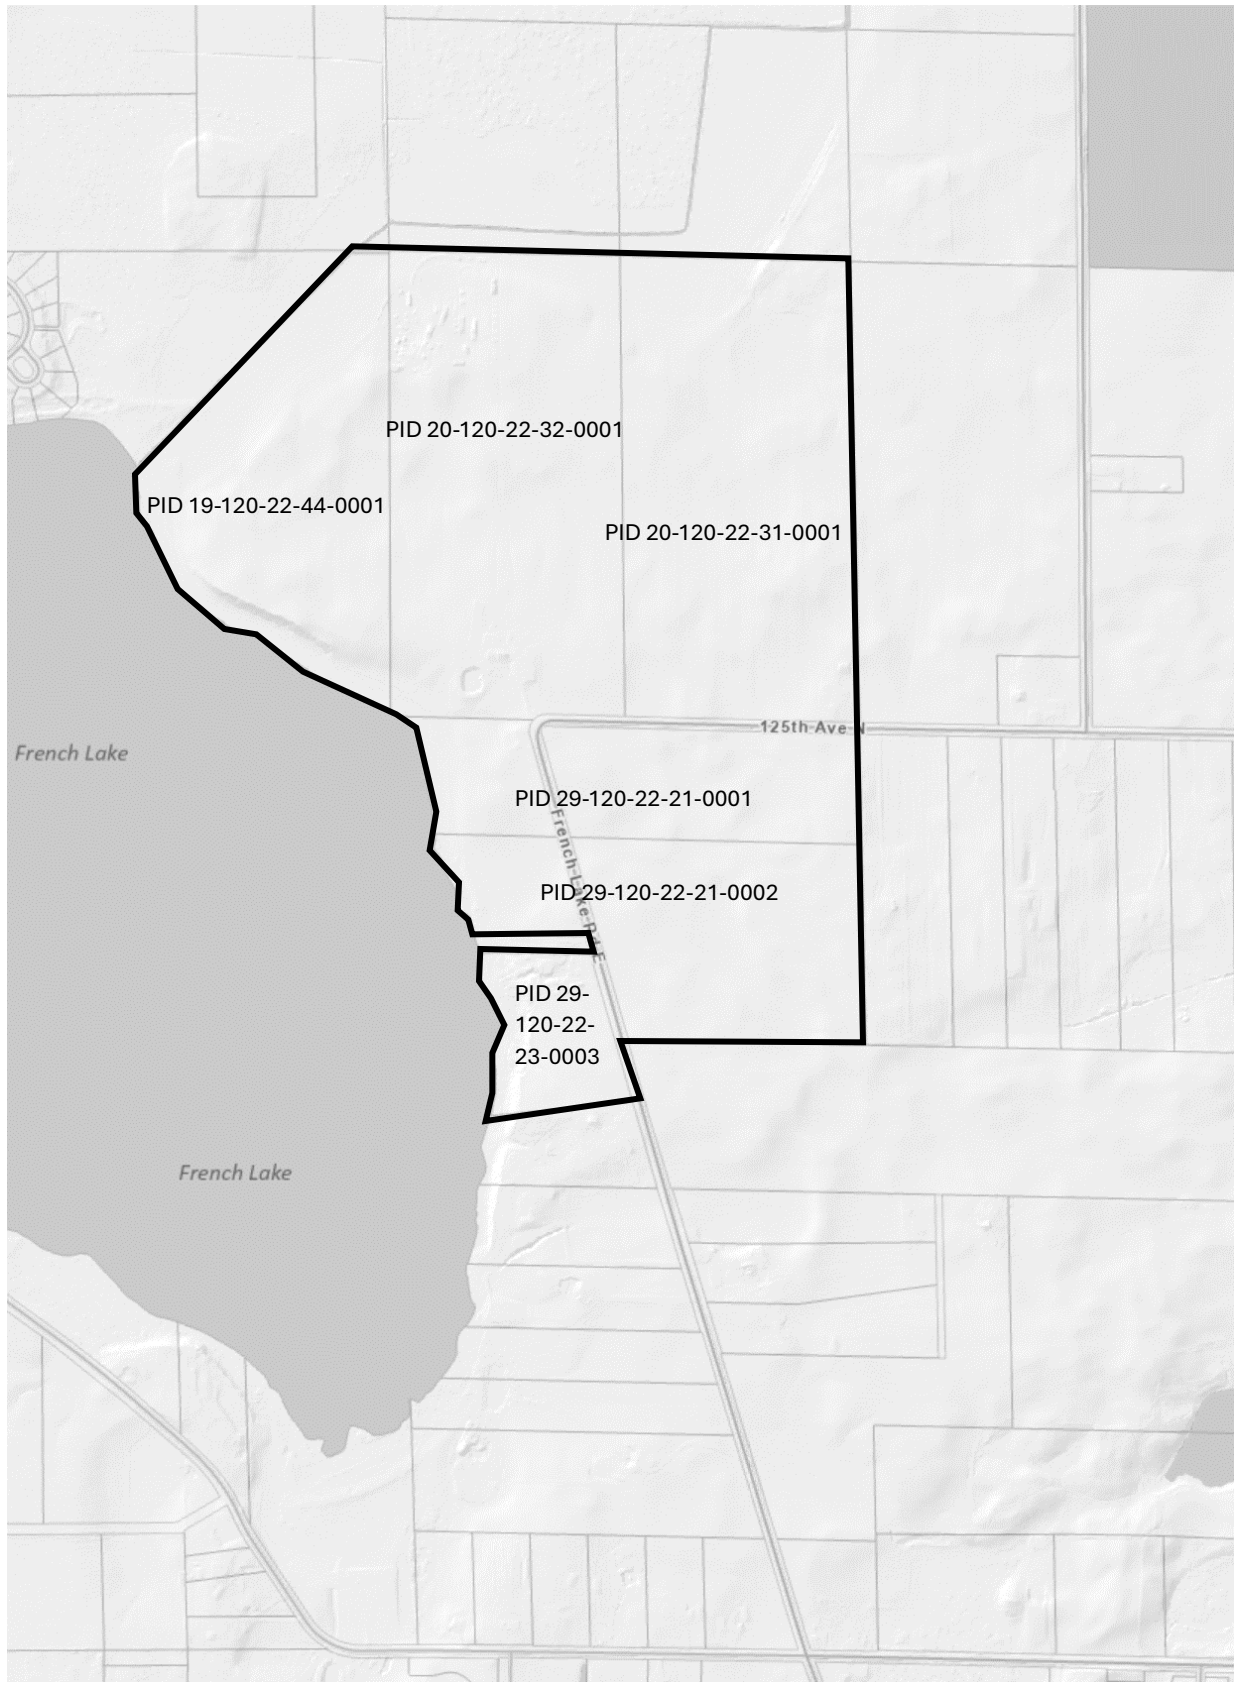 PID 20-120-22-32-0001
PID 19-120-22-44-0001
PID 20-120-22-31-0001
125th Ave N
French Lake
PID 29-120-22-21-0001
French Lake Rd E
PID 29-120-22-21-0002
PID 29-
120-22-
23-0003
French Lake